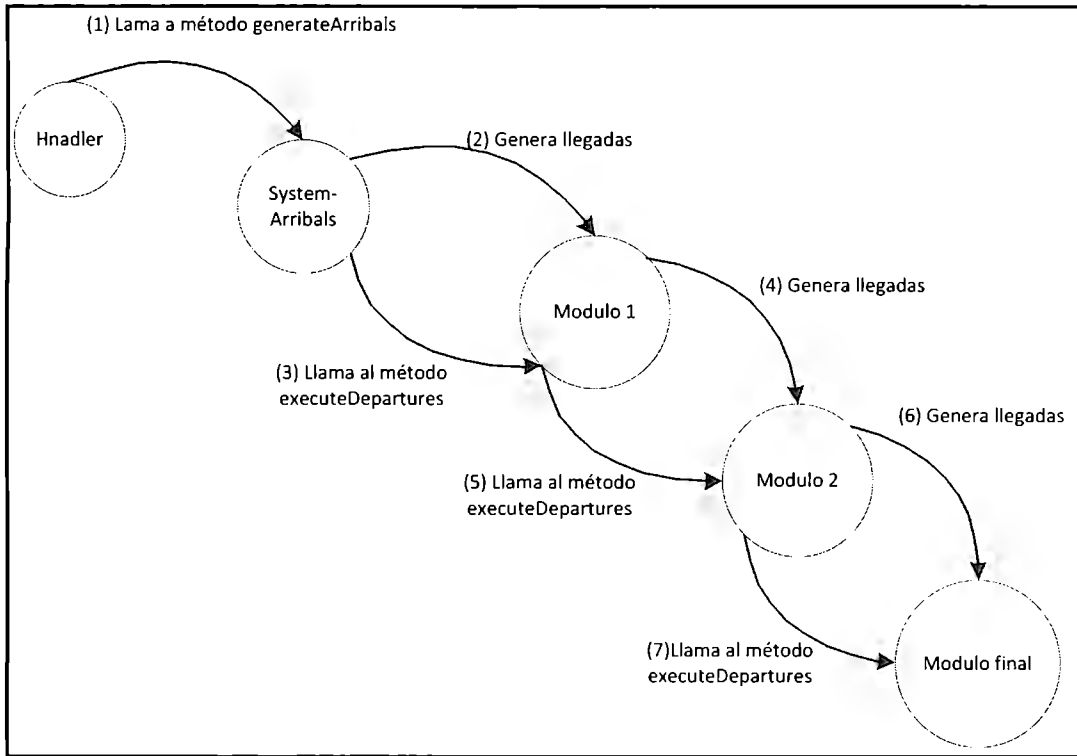 (1) Lama a método generateArribals
Hnadler
(2) Genera llegadas
System-
Arribals
(4) Genera llegadas
Modulo 1
(3) Llama al método
executeDepartures
(6) Genera llegadas
(5) Llama al método
executeDepartures
Modulo 2
(7)Llama al método
executeDepartures
Modulo final